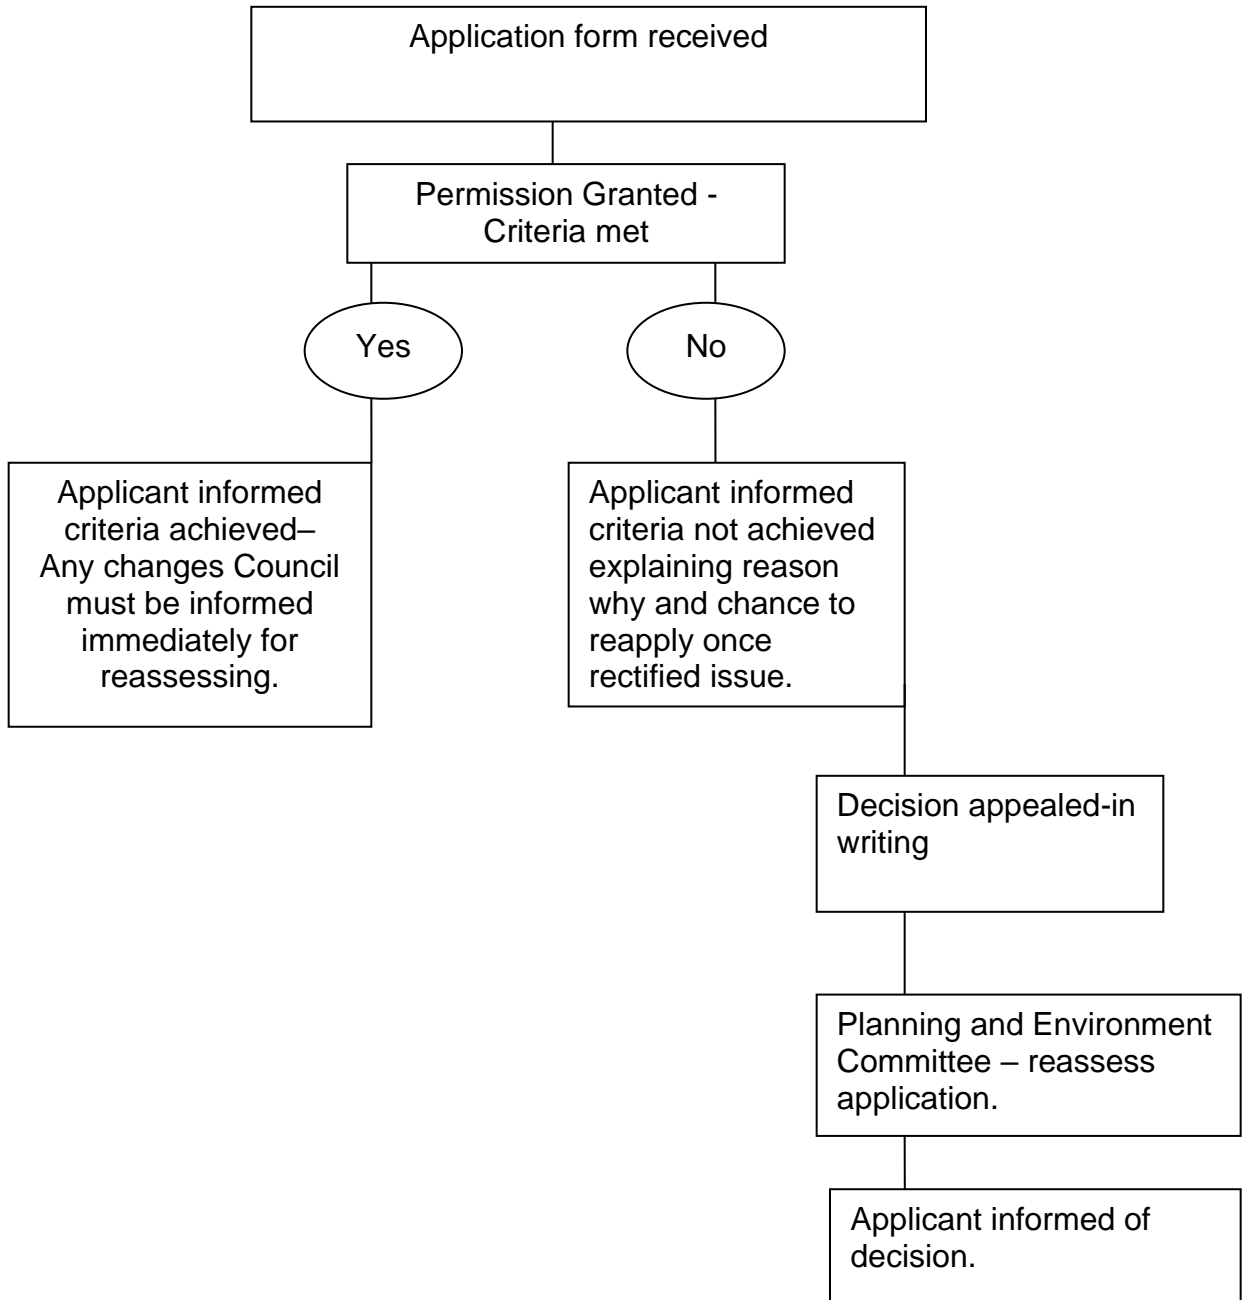 Application form received
Permission Granted -
Criteria met
Yes
No
Applicant informed
criteria achieved–
Any changes Council
must be informed
immediately for
reassessing.
Applicant informed
criteria not achieved
explaining reason
why and chance to
reapply once
rectified issue.
Decision appealed-in
writing
Planning and Environment
Committee – reassess
application.
Applicant informed of
decision.